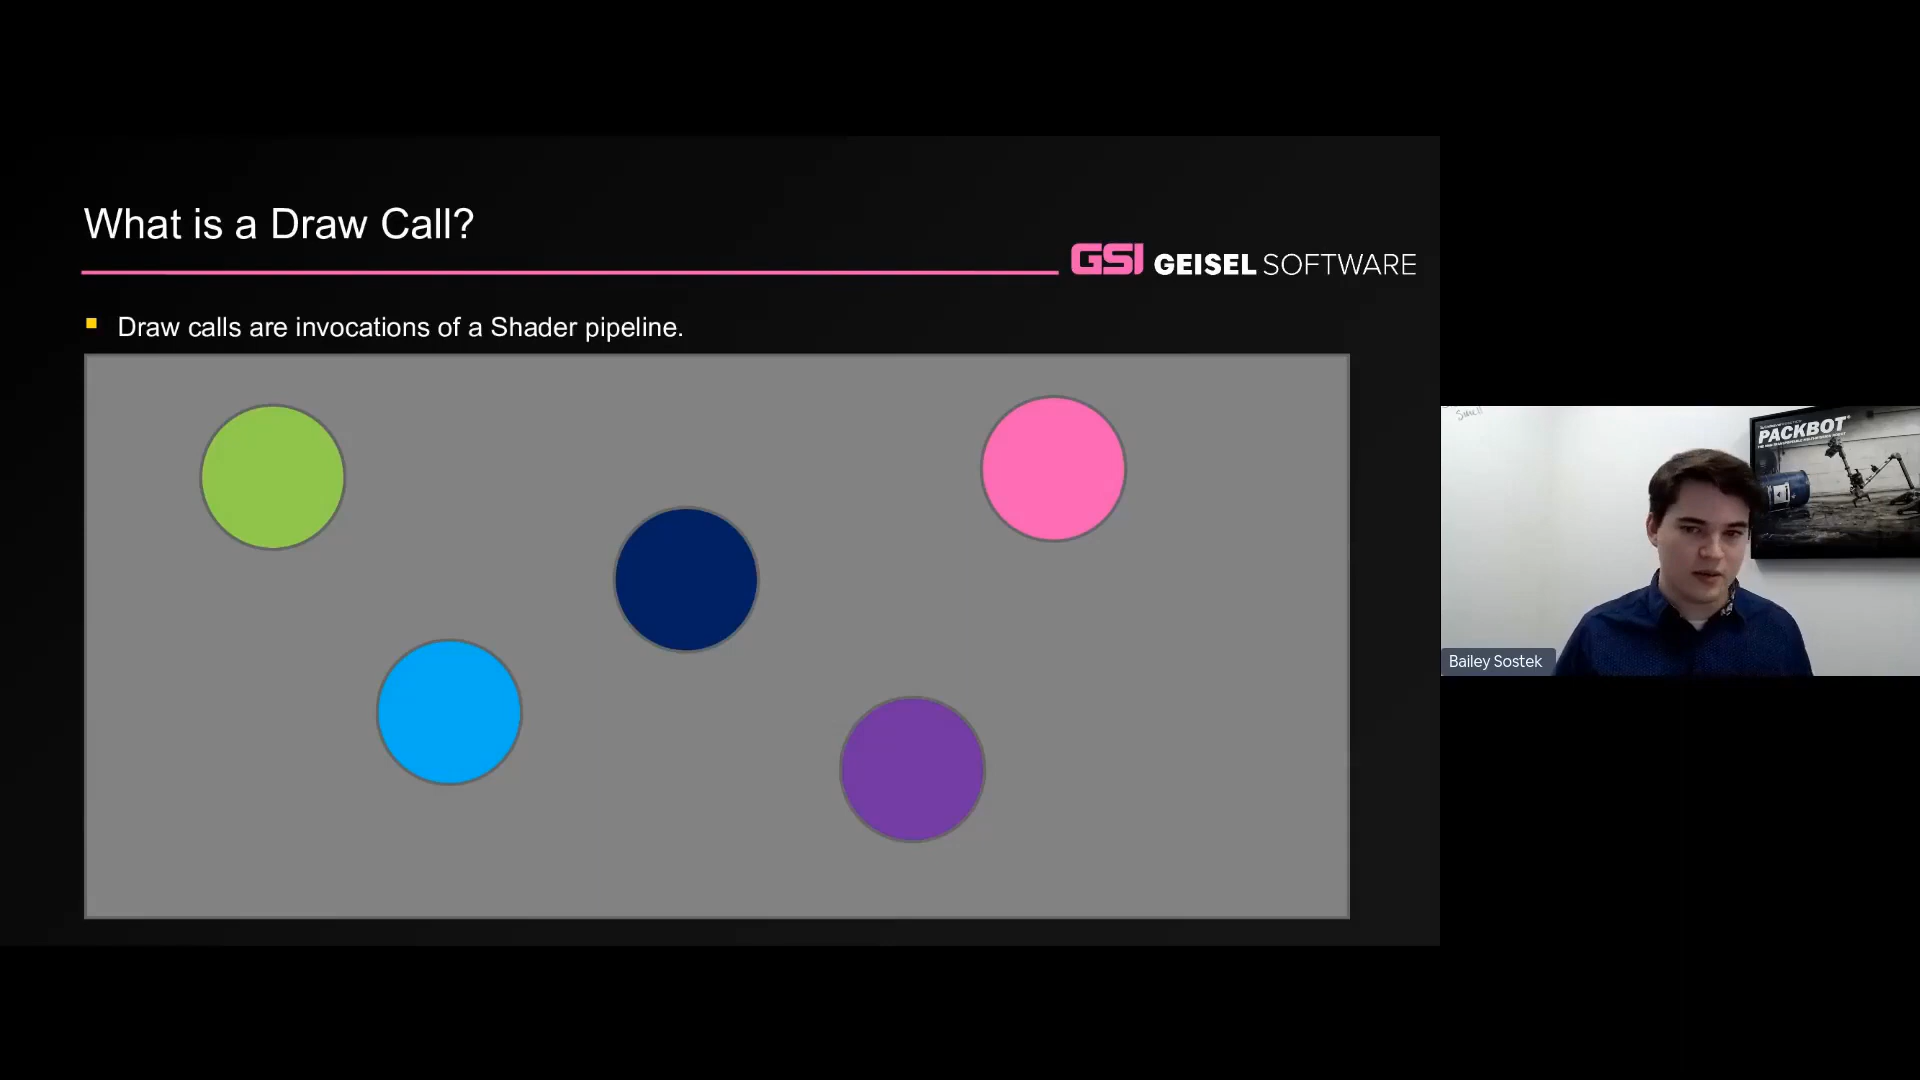 What is a Draw Call?
GSI GEISEL SOFTWARE
Draw calls are invocations of a Shader pipeline.
PACKBOT
Bailey Sostek